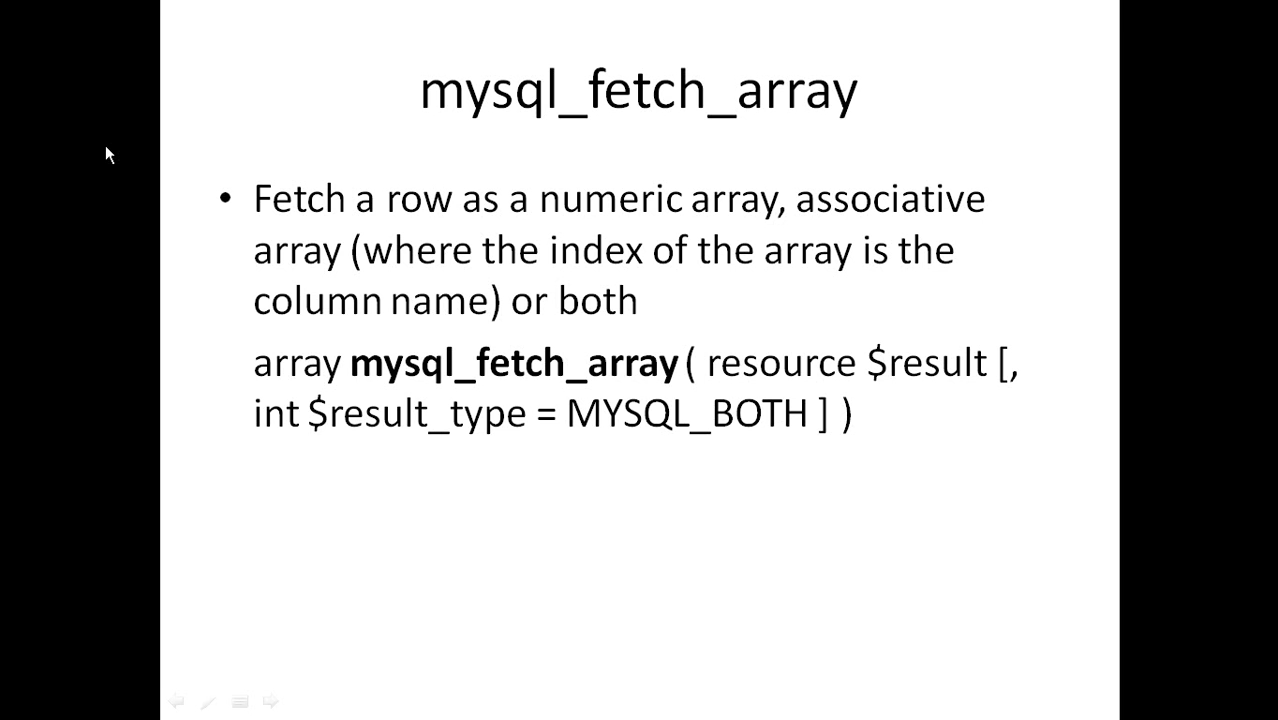 mysql_fetch_array
• Fetch a row as a numeric array, associative
array (where the index of the array is the
column name) or both
array mysql_fetch_array ( resource $result [,
int $result_type = MYSQL_BOTH ] )